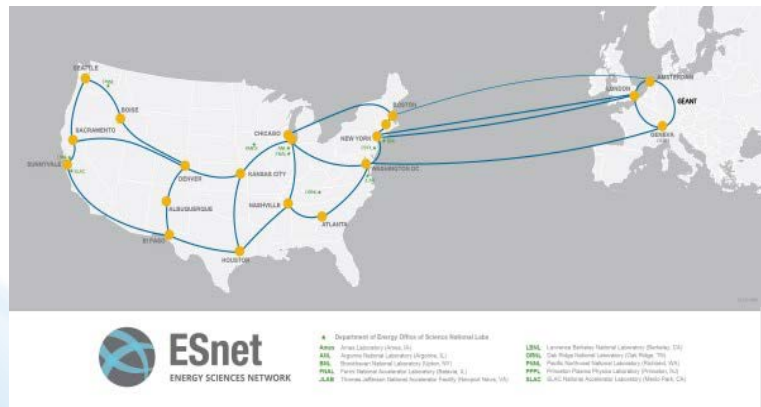 SEATTLE
BOISE
SACRAMENTO
SUNNYVALE
SLAC
DENVER
ALBUQUERQUE
EL PASO
HOUSTON
KANSAS CITY
CHICAGO
NASHVILLE
ATLANTA
WASHINGTON DC
NEW YORK
BOSTON
AMSTERDAM
LONDON
GÉANT
GENEVA
ESnet
ENERGY SCIENCES NETWORK
Department of Energy Office of Science National Labs
Ames Ames Laboratory (Ames, IA)
ANL Argonne National Laboratory (Argonne, IL)
BNL Brookhaven National Laboratory (Upton, NY)
FNAL Fermi National Accelerator Laboratory (Batavia, IL)
JLAB Thomas Jefferson National Accelerator Facility (Newport News, VA)
LBNL Lawrence Berkeley National Laboratory (Berkeley, CA)
ORNL Oak Ridge National Laboratory (Oak Ridge, TN)
PNNL Pacific Northwest National Laboratory (Richland, WA)
PPPL Princeton Plasma Physics Laboratory (Princeton, NJ)
SLAC SLAC National Accelerator Laboratory (Menlo Park, CA)